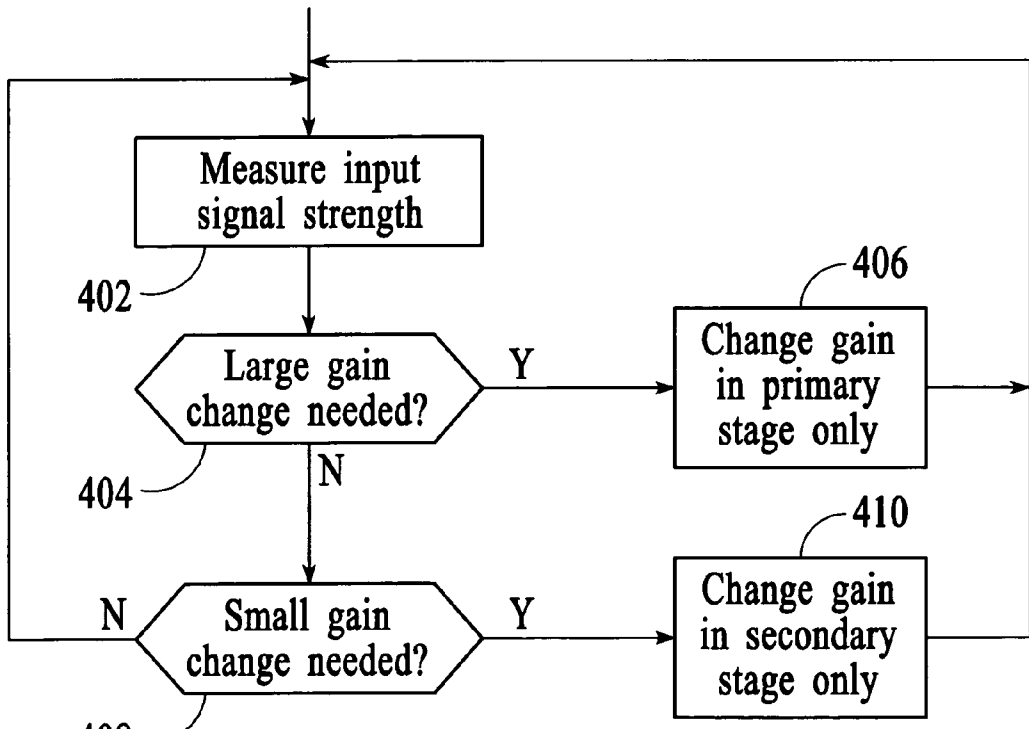 Measure input
signal strength
402
406
Large gain
change needed?
Y
Change gain
in primary
stage only
404
N
410
N
Small gain
change needed?
Y
Change gain
in secondary
stage only